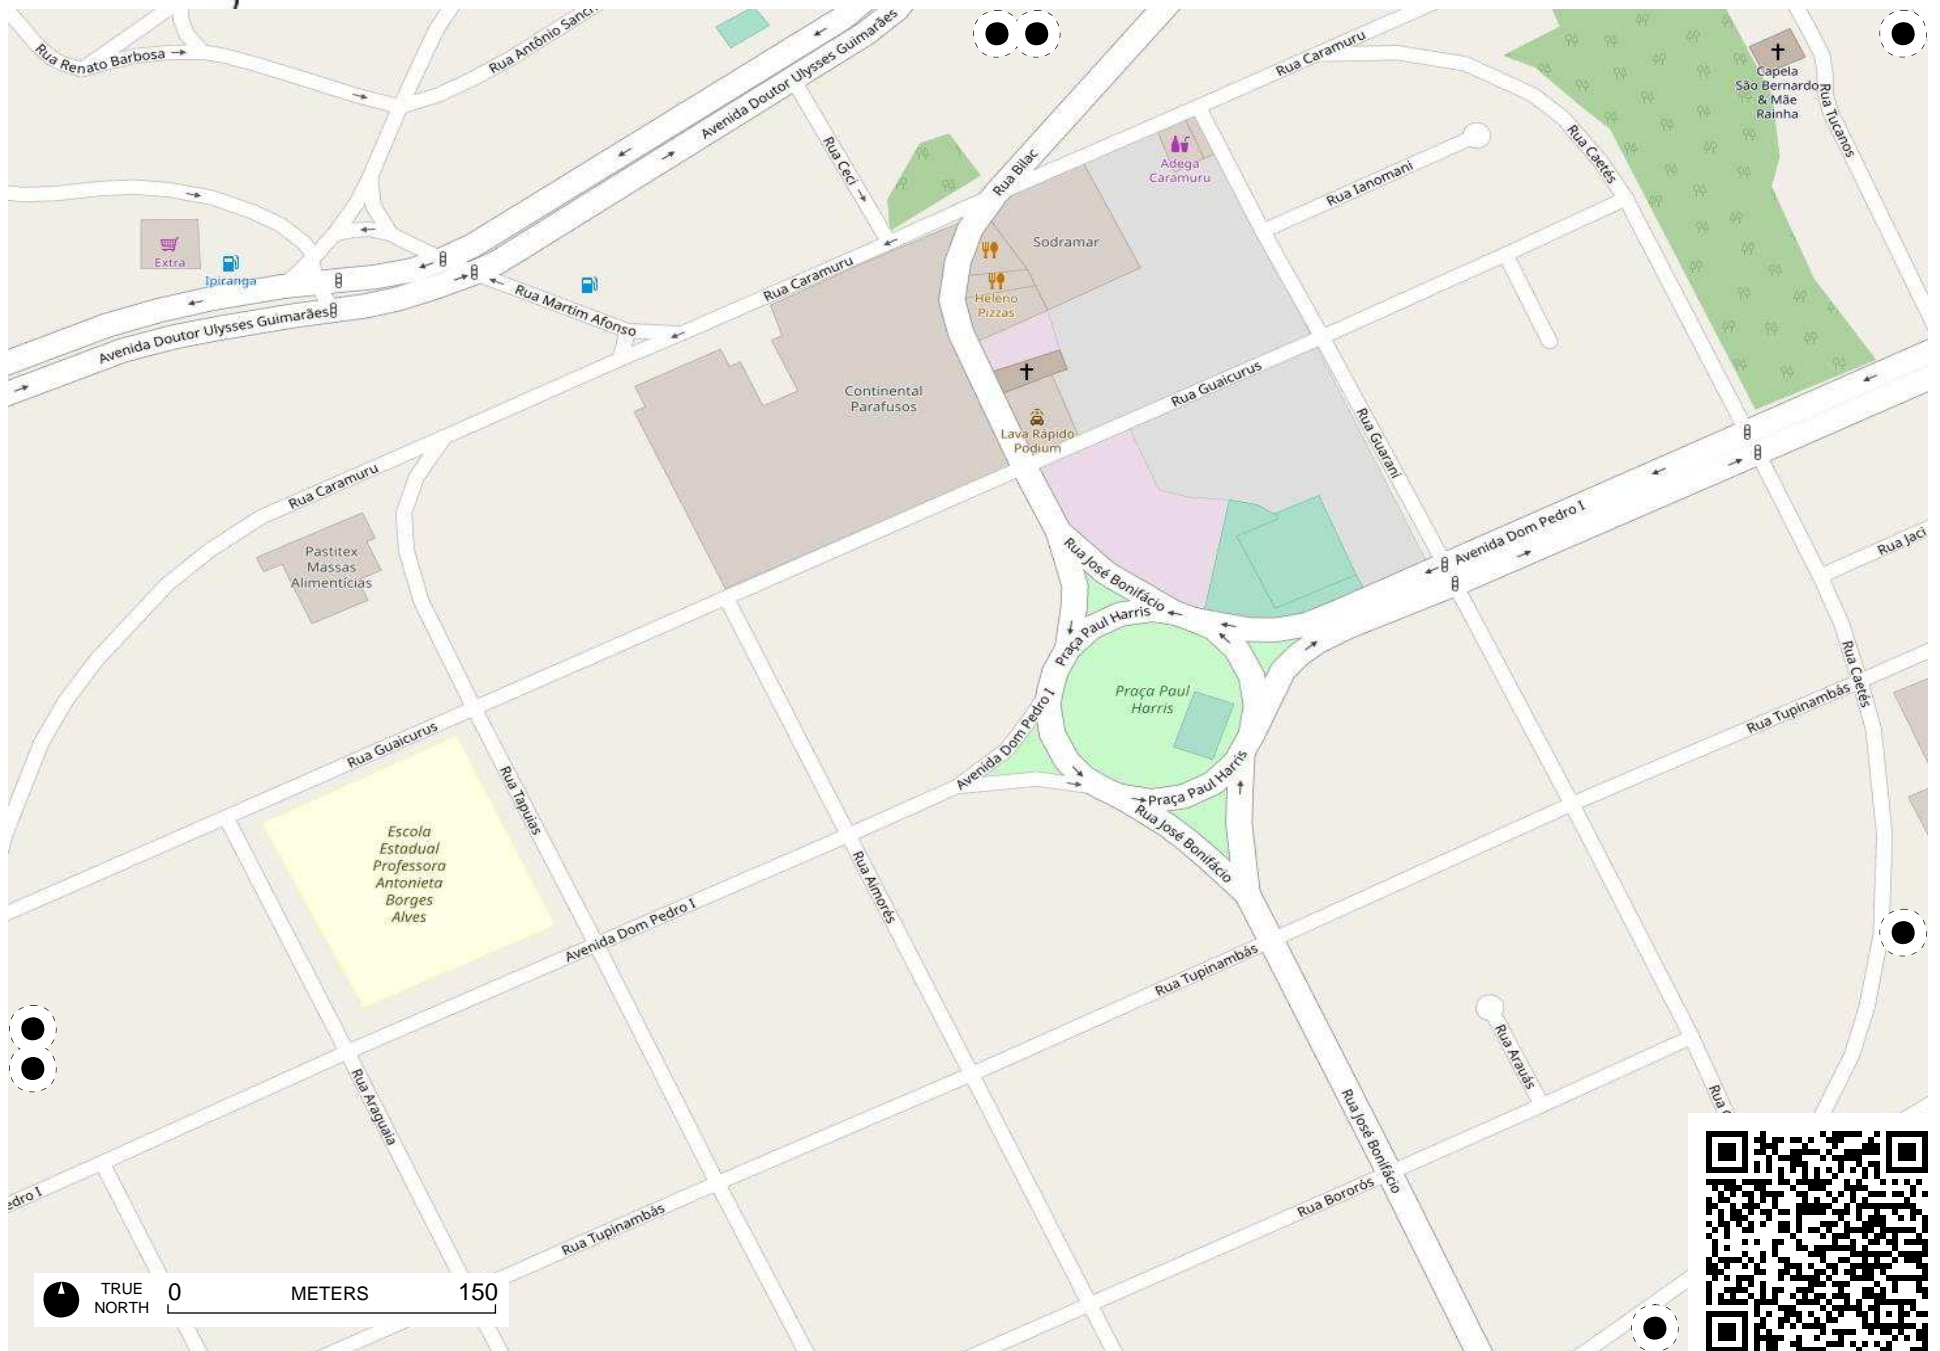 Rua Renato Barbosa
Rua Antônio Sanch
Avenida Doutor Ulysses Guimarães
Rua Ceci
Rua Bilac
Rua Caramuru
Capela
São Bernardo
& Mãe
Rainha
Rua Tucanos
Rua Caetés
Adega
Caramuru
Rua Ianomani
Extra
Ipiranga
Rua Martim Afonso
Rua Caramuru
Sodramar
Heleno
Pizzas
Avenida Doutor Ulysses Guimarães
Continental
Parafusos
Rua Guaicurus
Lava Rápido
Podium
Rua Guarani
Rua Caramuru
Pastitex
Massas
Alimentícias
Avenida Dom Pedro I
Rua Jaci
Rua José Bonifácio
Praça Paul Harris
Praça Paul
Harris
Rua Caetés
Rua Tupinambás
Avenida Dom Pedro I
Rua Guaicurus
Rua Tapuias
Praça Paul Harris
Rua José Bonifácio
Escola
Estadual
Professora
Antonieta
Borges
Alves
Rua Aimorés
Avenida Dom Pedro I
Rua Tupinambás
Rua Arauás
Rua Araguaia
Rua José Bonifácio
Rua
edro I
Rua Bororós
Rua Tupinambás
TRUE
NORTH
0 METERS 150